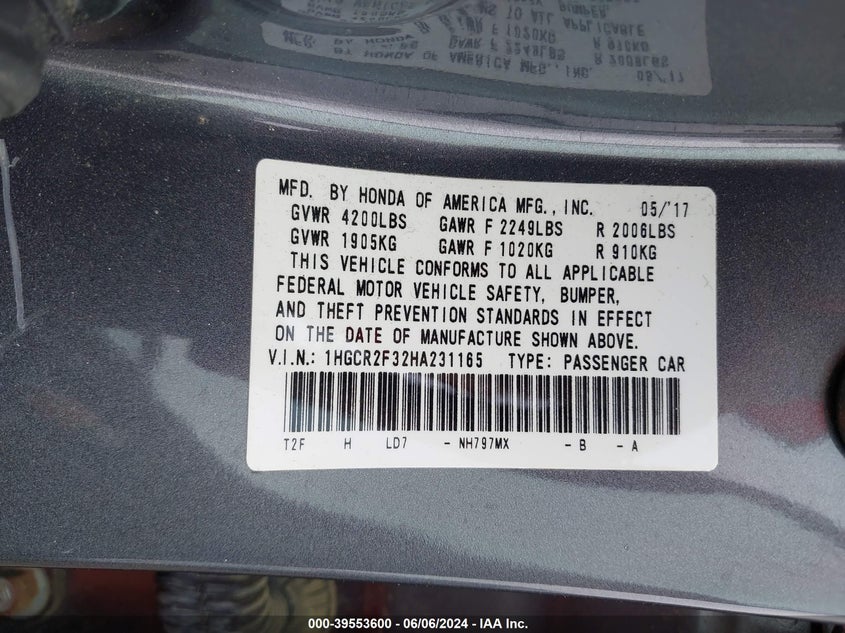 MFD. BY HONDA OF AMERICA MFG., INC. 05/'17
GVWR 4200LBS GAWR F 2249LBS R 2006LBS
GVWR 1905KG GAWR F 1020KG R 910KG
THIS VEHICLE CONFORMS TO ALL APPLICABLE
FEDERAL MOTOR VEHICLE SAFETY, BUMPER,
AND THEFT PREVENTION STANDARDS IN EFFECT
ON THE DATE OF MANUFACTURE SHOWN ABOVE.
V.I.N.: 1HGCR2F32HA231165 TYPE: PASSENGER CAR
T2F H LD7 - NH797MX - B - A
000-39553600 - 06/06/2024 - IAA Inc.